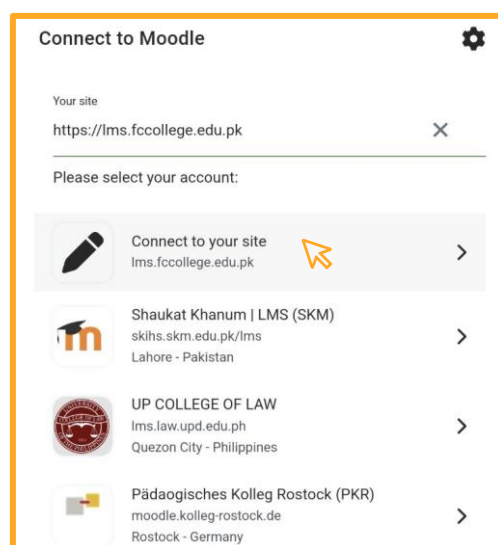 Connect to Moodle
Your site
https://lms.fccollege.edu.pk
Please select your account:
Connect to your site
lms.fccollege.edu.pk
Shaukat Khanum | LMS (SKM)
skihs.skm.edu.pk/lms
Lahore - Pakistan
UP COLLEGE OF LAW
lms.law.upd.edu.ph
Quezon City - Philippines
Pädaogisches Kolleg Rostock (PKR)
moodle.kolleg-rostock.de
Rostock - Germany